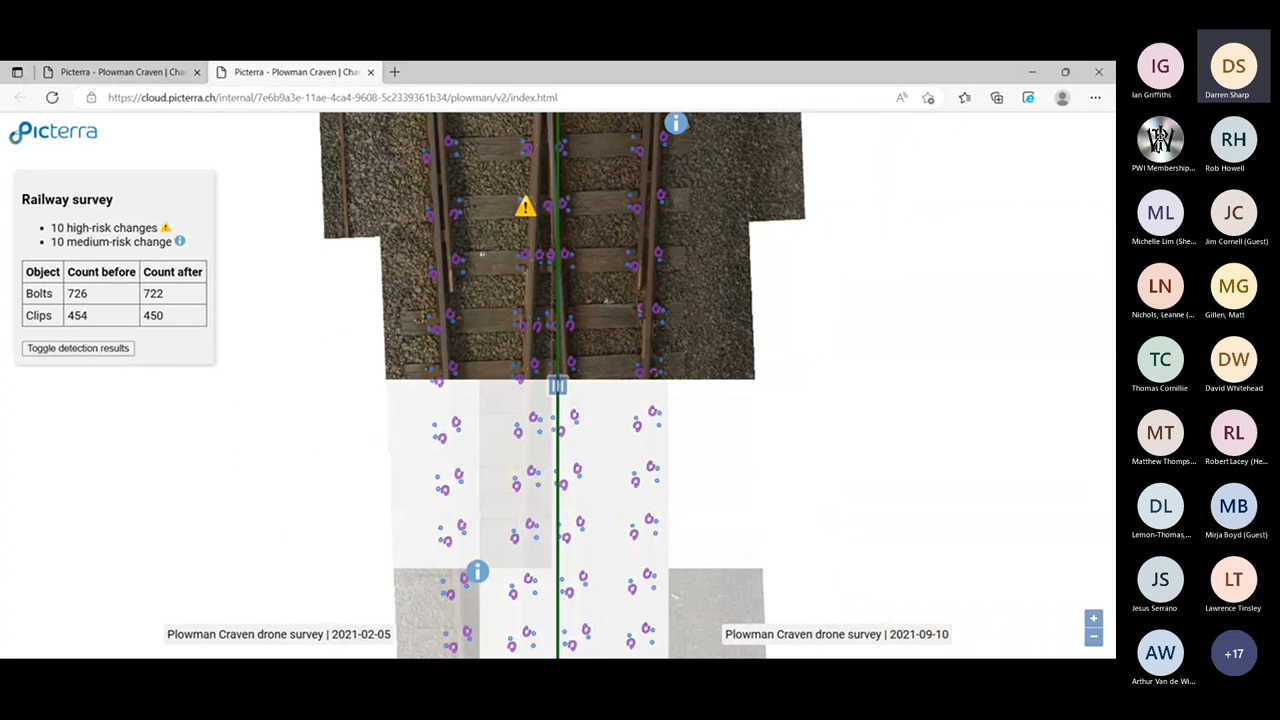 Picterra - Plowman Craven | Cha
Picterra - Plowman Craven | Cha
https://cloud.picterra.ch/internal/7e6b9a3e-11ae-4ca4-9608-5c2339361b34/plowman/v2/index.html
Picterra
Railway survey
10 high-risk changes
10 medium-risk change
Object Count before Count after
Bolts 726 722
Clips 454 450
Toggle detection results
Plowman Craven drone survey | 2021-02-05
Plowman Craven drone survey | 2021-09-10
+
−
IG
Ian Griffiths
DS
Darren Sharp
PWI Membership...
RH
Rob Howell
ML
Michelle Lim (She...
JC
Jim Cornell (Guest)
LN
Nichols, Leanne (...
MG
Gillen, Matt
TC
Thomas Cornillie
DW
David Whitehead
MT
Matthew Thomps...
RL
Robert Lacey (He...
DL
Lemon-Thomas,...
MB
Mirja Boyd (Guest)
JS
Jesus Serrano
LT
Lawrence Tinsley
AW
Arthur Van de Wi...
+17